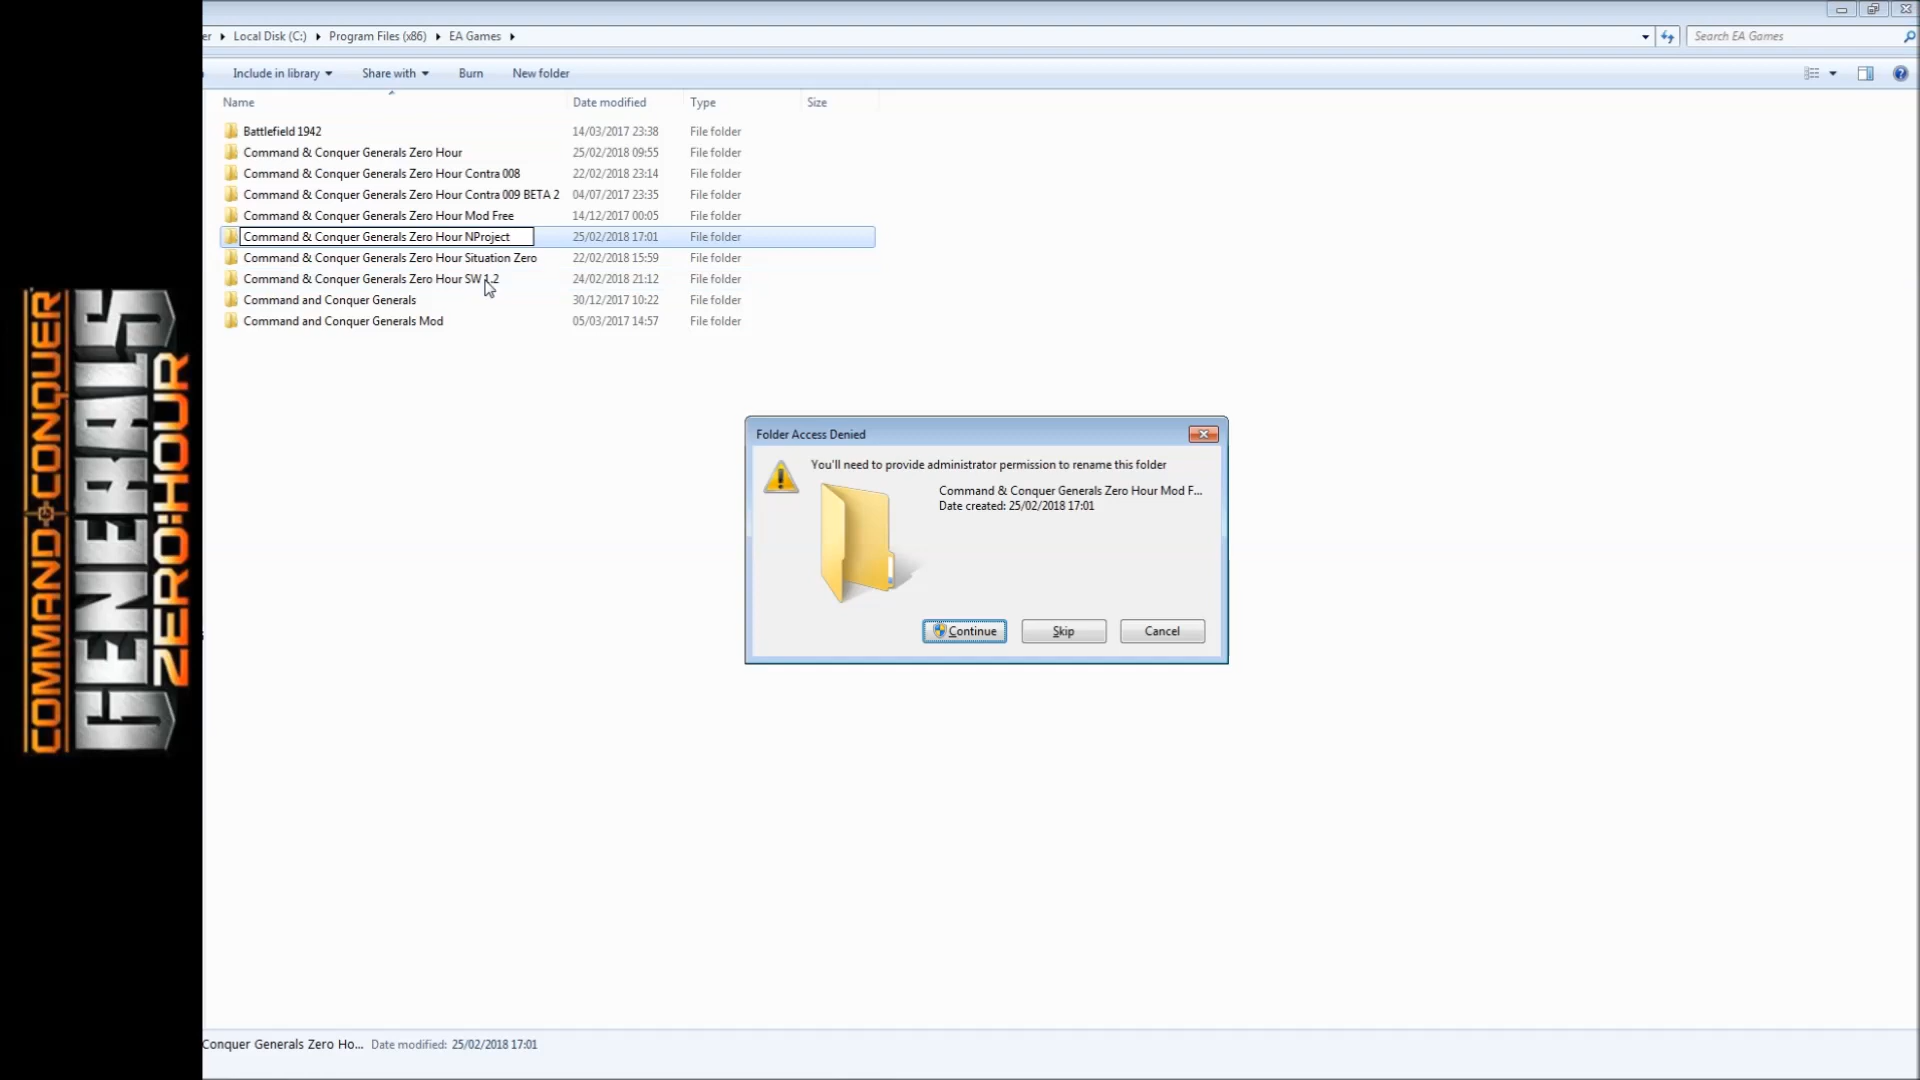 er ▸ Local Disk (C:) ▸ Program Files (x86) ▸ EA Games ▸
Search EA Games
Include in library
Share with
Burn
New folder
Name Date modified Type Size
Battlefield 1942 14/03/2017 23:38 File folder
Command & Conquer Generals Zero Hour 25/02/2018 09:55 File folder
Command & Conquer Generals Zero Hour Contra 008 22/02/2018 23:14 File folder
Command & Conquer Generals Zero Hour Contra 009 BETA 2 04/07/2017 23:35 File folder
Command & Conquer Generals Zero Hour Mod Free 14/12/2017 00:05 File folder
Command & Conquer Generals Zero Hour NProject 25/02/2018 17:01 File folder
Command & Conquer Generals Zero Hour Situation Zero 22/02/2018 15:59 File folder
Command & Conquer Generals Zero Hour SW 1.2 24/02/2018 21:12 File folder
Command and Conquer Generals 30/12/2017 10:22 File folder
Command and Conquer Generals Mod 05/03/2017 14:57 File folder
COMMAND & CONQUER
GENERALS
ZERO:HOUR
Folder Access Denied
You'll need to provide administrator permission to rename this folder
Command & Conquer Generals Zero Hour Mod F...
Date created: 25/02/2018 17:01
Continue
Skip
Cancel
Conquer Generals Zero Ho... Date modified: 25/02/2018 17:01